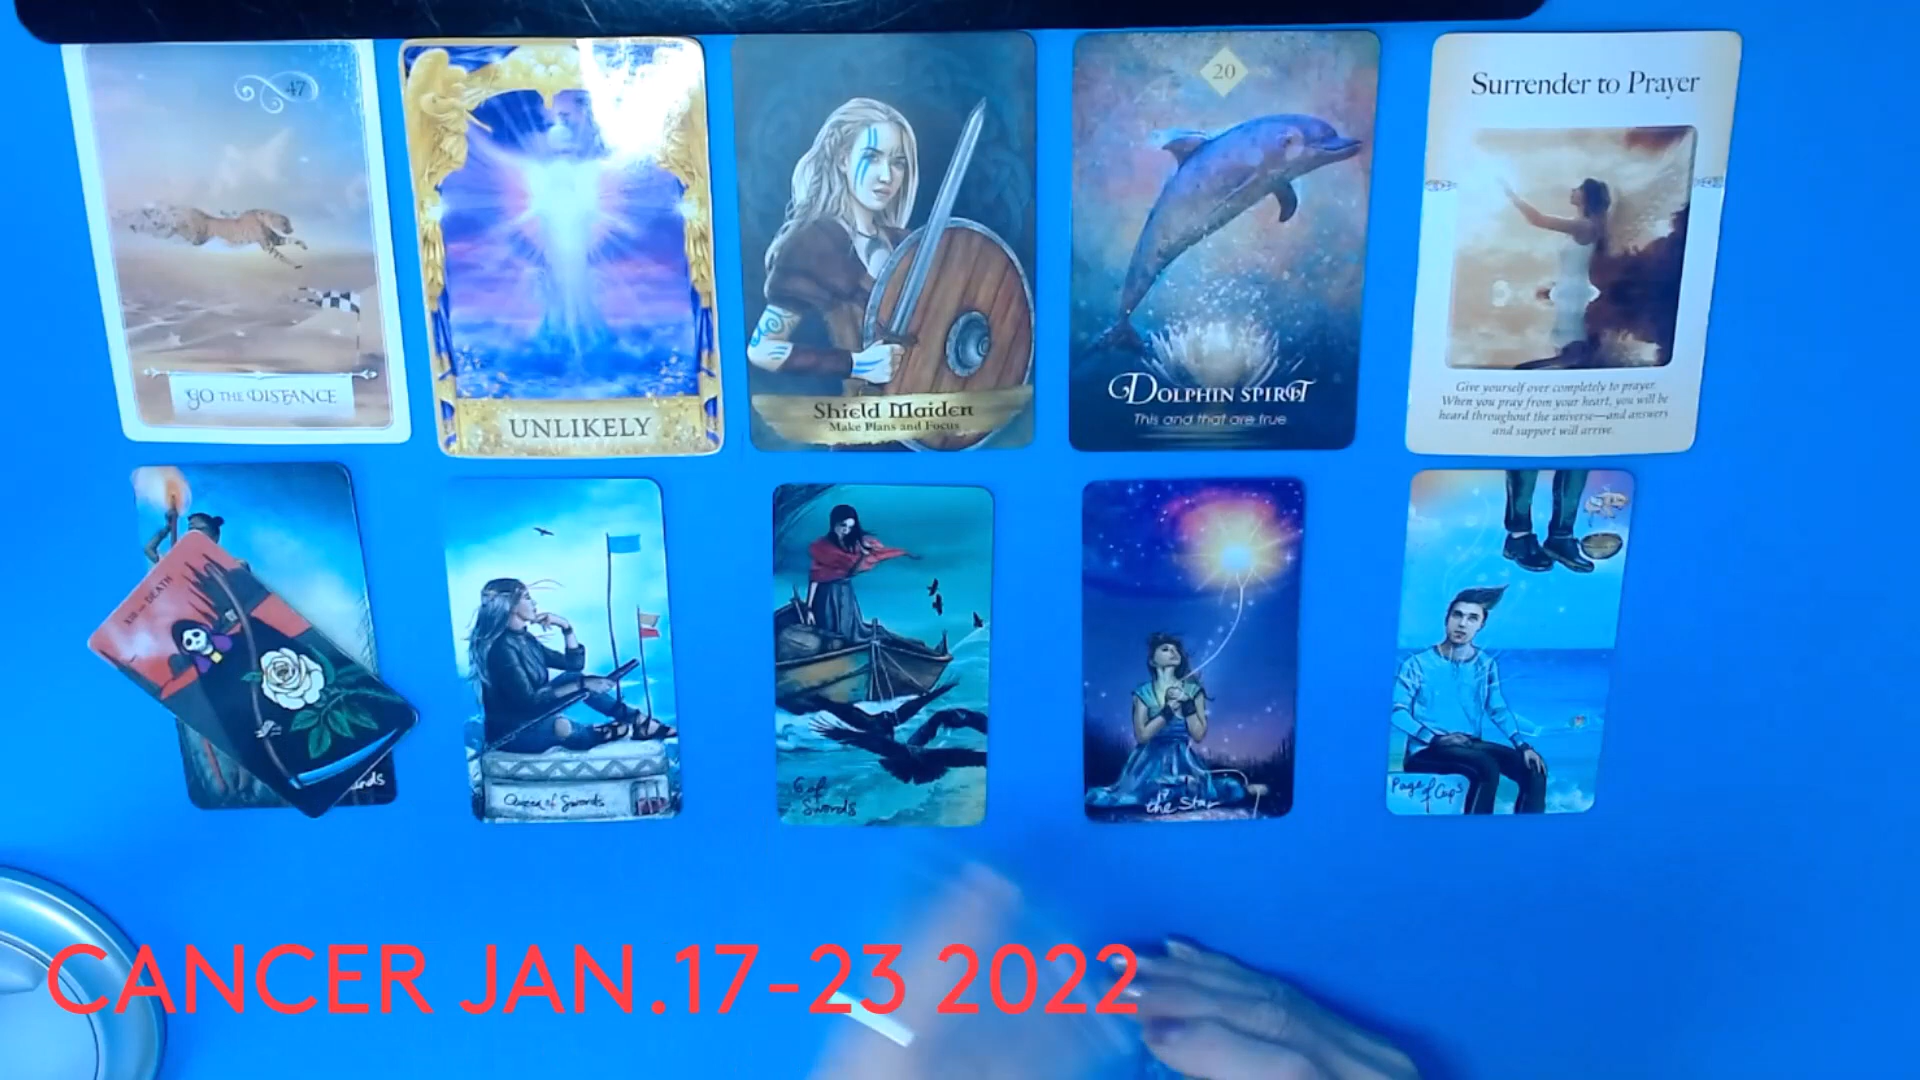 47
GO THE DISTANCE
UNLIKELY
Shield Maiden
Make Plans and Focus
20
DOLPHIN SPIRIT
This and that are true
Surrender to Prayer
Give yourself over completely to prayer.
When you pray from your heart, you will be
heard throughout the universe—and answers
and support will arrive.
DEATH
Queen of Swords
6 of
Swords
17
the Star
Page of Cups
CANCER JAN.17-23 2022